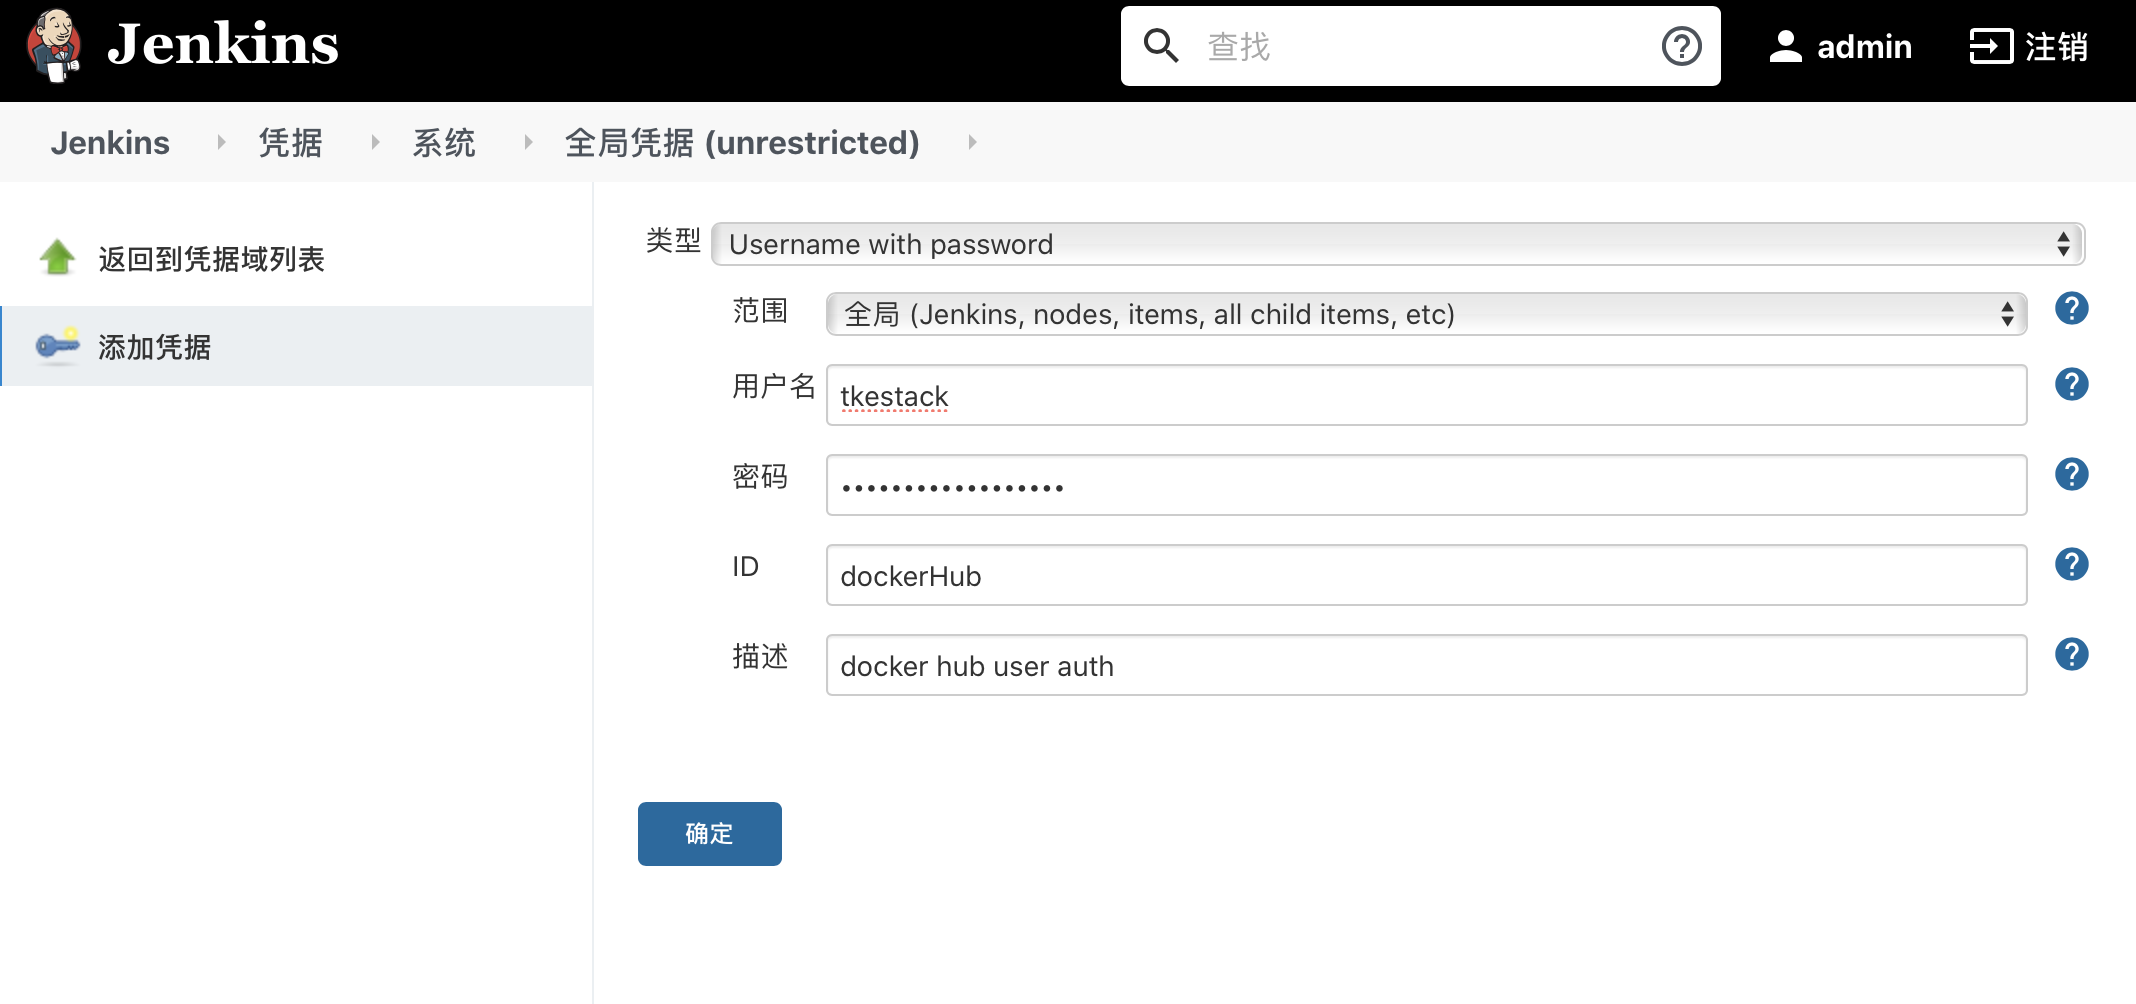 Jenkins
查找
admin
注销
Jenkins
凭据
系统
全局凭据 (unrestricted)
返回到凭据域列表
添加凭据
类型
Username with password
范围
全局 (Jenkins, nodes, items, all child items, etc)
用户名
tkestack
密码
••••••••••••••••••
ID
dockerHub
描述
docker hub user auth
确定